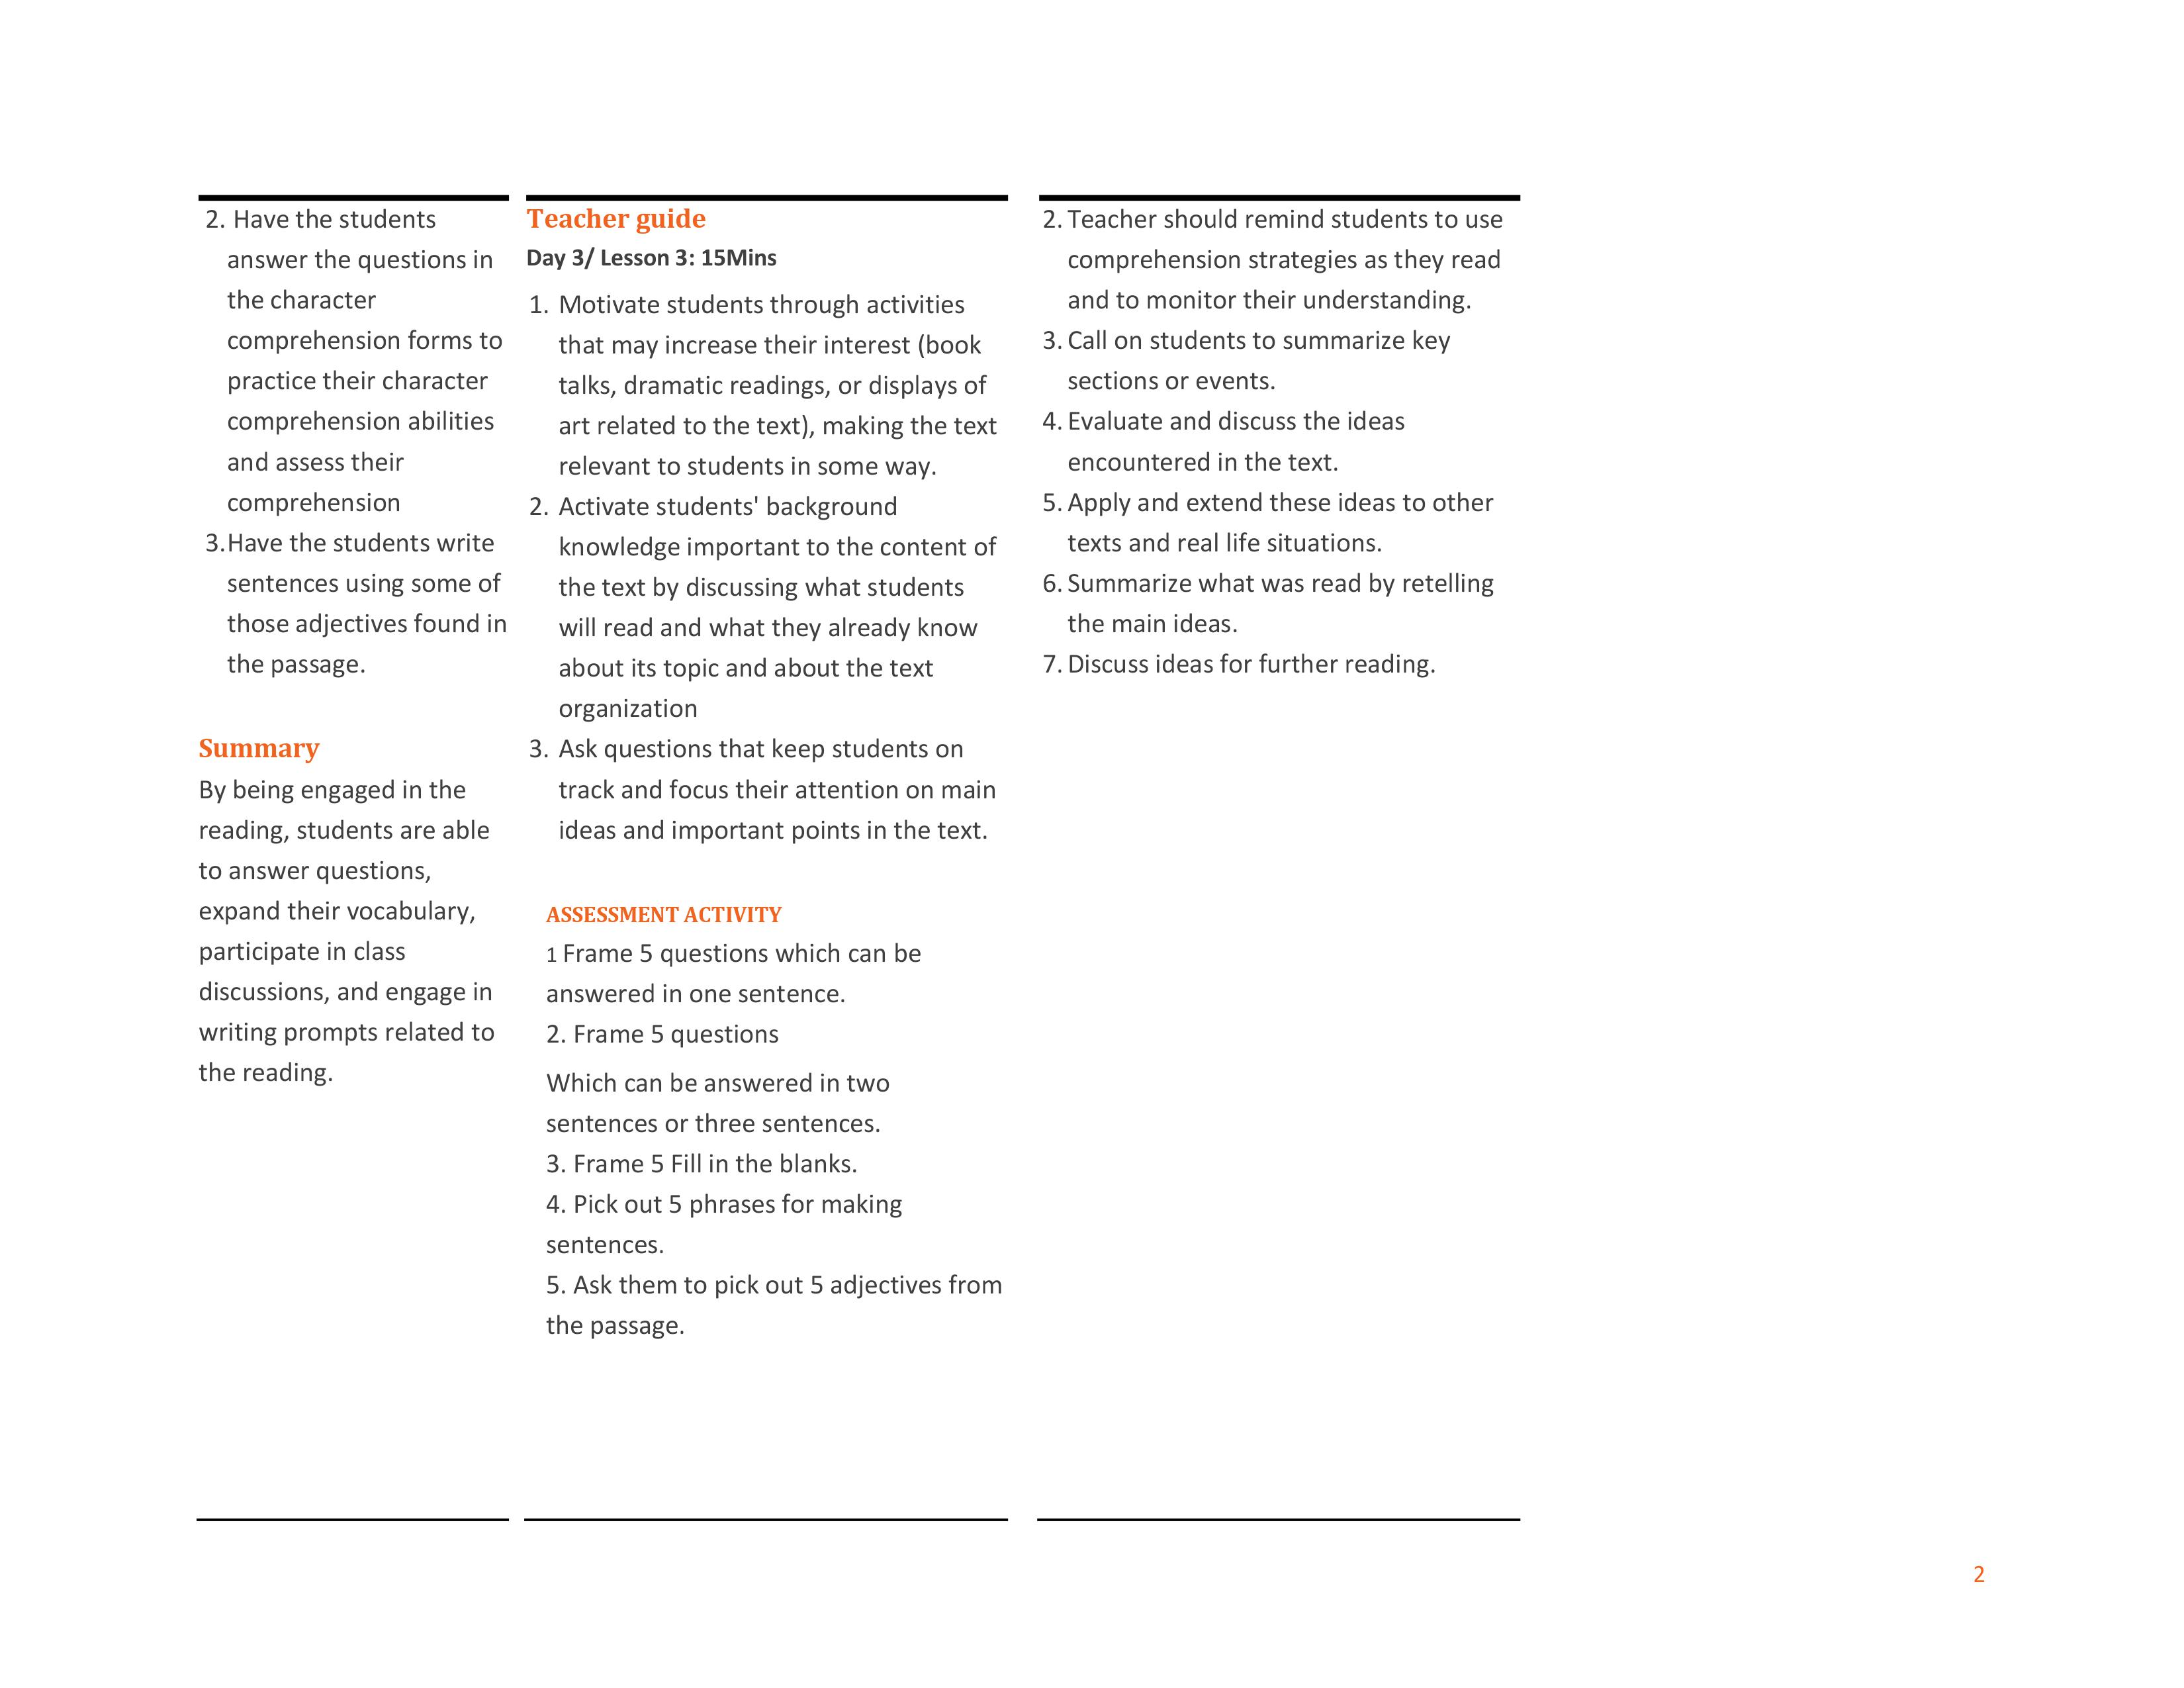 2. Have the students
answer the questions in
the character
comprehension forms to
practice their character
comprehension abilities
and assess their
comprehension
3.Have the students write
sentences using some of
those adjectives found in
the passage.
Summary
By being engaged in the
reading, students are able
to answer questions,
expand their vocabulary,
participate in class
discussions, and engage in
writing prompts related to
the reading.
Teacher guide
Day 3/ Lesson 3: 15Mins
1. Motivate students through activities
that may increase their interest (book
talks, dramatic readings, or displays of
art related to the text), making the text
relevant to students in some way.
2. Activate students' background
knowledge important to the content of
the text by discussing what students
will read and what they already know
about its topic and about the text
organization
3. Ask questions that keep students on
track and focus their attention on main
ideas and important points in the text.
ASSESSMENT ACTIVITY
1 Frame 5 questions which can be
answered in one sentence.
2. Frame 5 questions
Which can be answered in two
sentences or three sentences.
3. Frame 5 Fill in the blanks.
4. Pick out 5 phrases for making
sentences.
5. Ask them to pick out 5 adjectives from
the passage.
2. Teacher should remind students to use
comprehension strategies as they read
and to monitor their understanding.
3. Call on students to summarize key
sections or events.
4. Evaluate and discuss the ideas
encountered in the text.
5. Apply and extend these ideas to other
texts and real life situations.
6. Summarize what was read by retelling
the main ideas.
7. Discuss ideas for further reading.
2